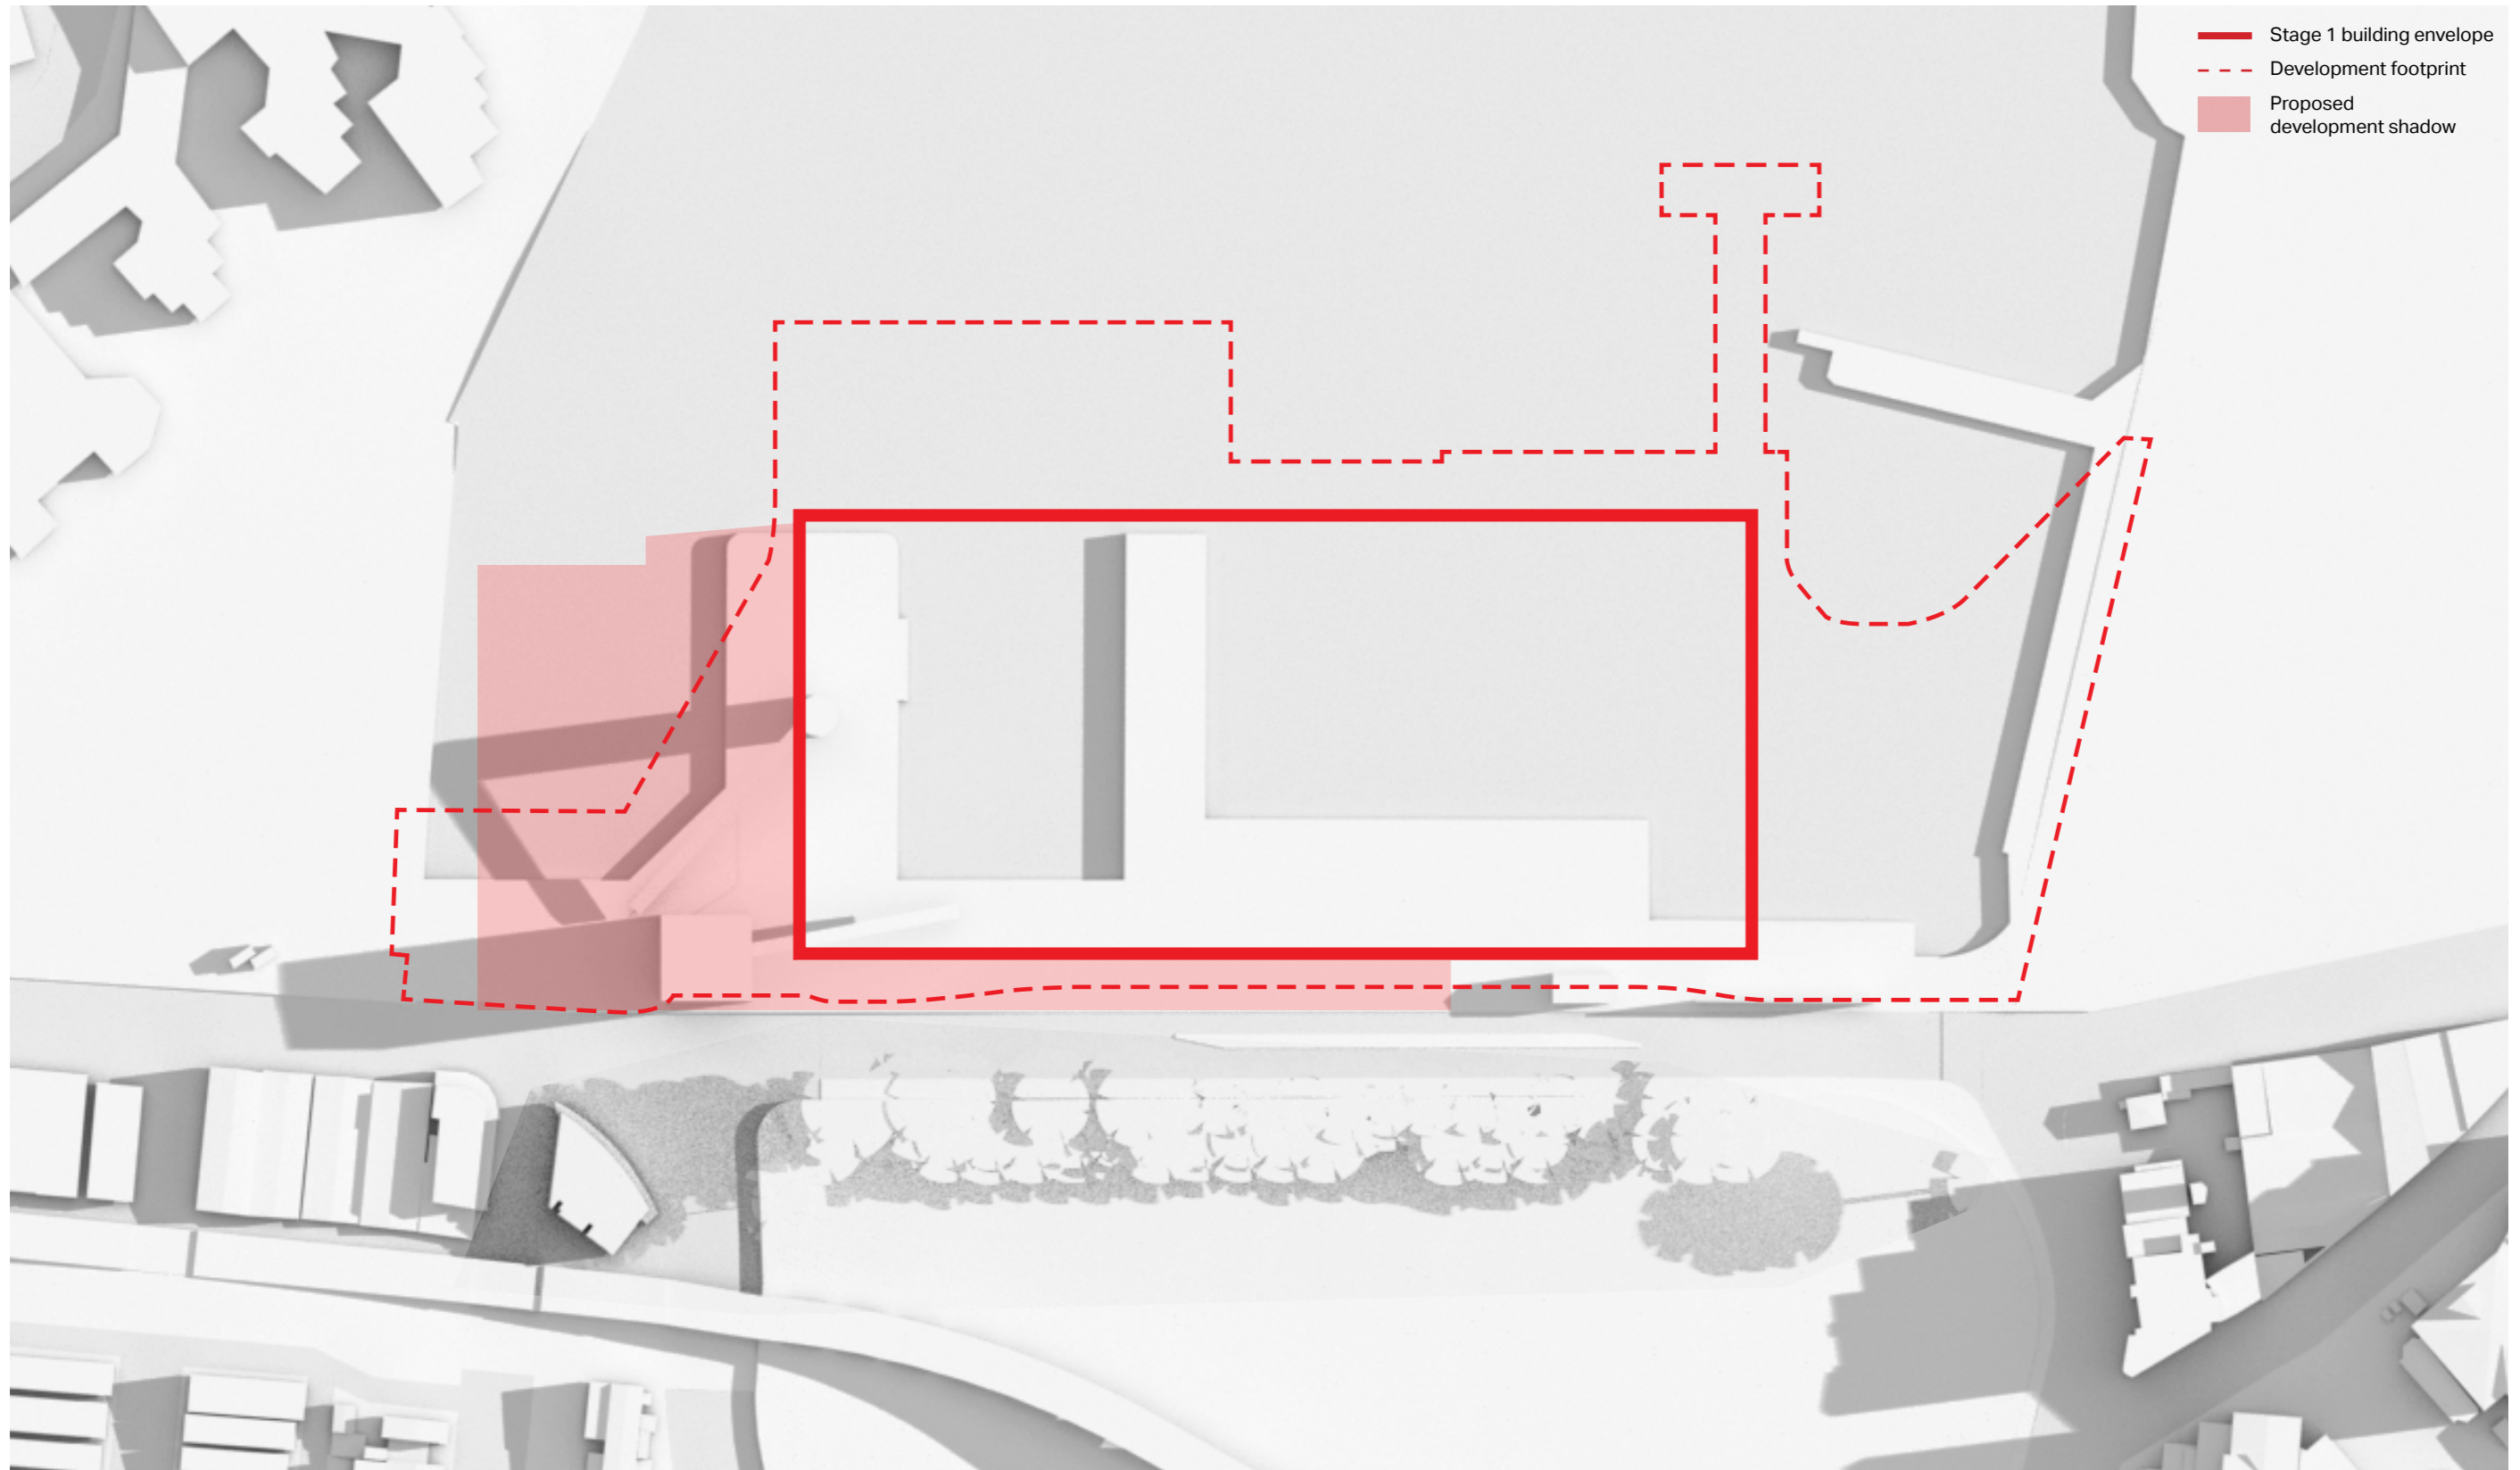 Stage 1 building envelope
Development footprint
Proposed
development shadow